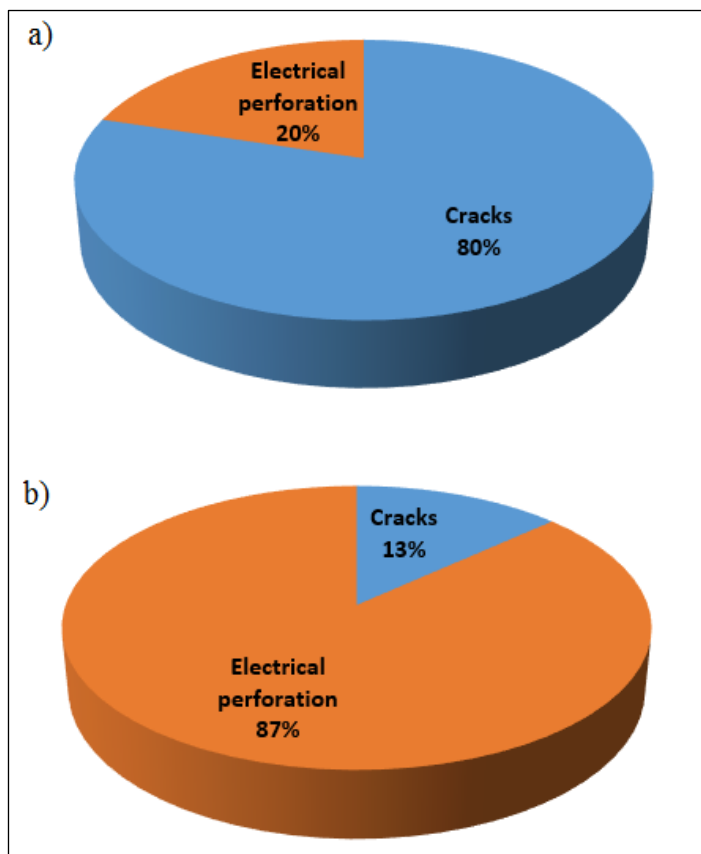 a)
Electrical
perforation
20%
Cracks
80%
b)
Cracks
13%
Electrical
perforation
87%